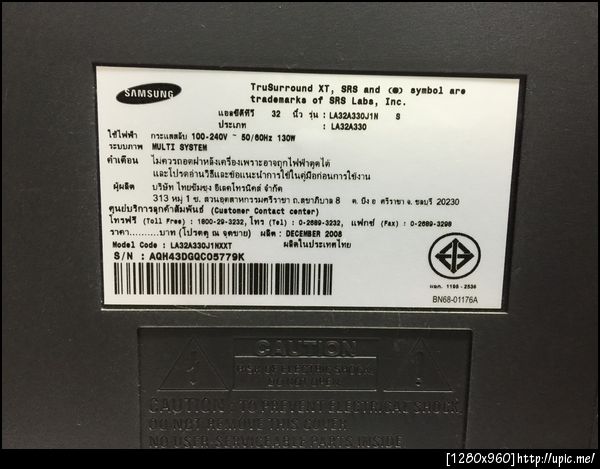 SAMSUNG
TruSurround XT, SRS and (●) symbol are
trademarks of SRS Labs, Inc.
แอลซีดีทีวี 32 นิ้ว รุ่น : LA32A330J1N S
ประเภท : LA32A330
ใช้ไฟฟ้า กระแสสลับ 100-240V ~ 50/60Hz 130W
ระบบภาพ MULTI SYSTEM
คำเตือน ไม่ควรถอดฝาหลังเครื่องเพราะอาจถูกไฟฟ้าดูดได้
และโปรดอ่านวิธีและข้อแนะนำการใช้ในคู่มือก่อนการใช้งาน
ผู้ผลิต บริษัท ไทยซัมซุง อิเลคโทรนิคส์ จำกัด
313 หมู่ 1 ซ. สวนอุตสาหกรรมศรีราชา ถ.สุขาภิบาล 8 ต. บึง อ. ศรีราชา จ. ชลบุรี 20230
ศูนย์บริการลูกค้าสัมพันธ์ (Customer Contact center)
โทรฟรี (Toll Free) : 1800-29-3232, โทร (Tel) : 0-2689-3232, แฟกซ์ (Fax) : 0-2689-3298
ราคา..........บาท (โปรดดู ณ จุดขาย) ผลิต: DECEMBER 2008
Model Code : LA32A330J1NXXT ผลิตในประเทศไทย
S/N : AQH43DGQC05779K
มอก. 1195 - 2536
BN68-01176A
CAUTION
RISK OF ELECTRIC SHOCK
DO NOT OPEN
CAUTION : TO PREVENT ELECTRICAL SHOCK,
DO NOT REMOVE THIS COVER.
NO USER-SERVICEABLE PARTS INSIDE
[1280x960]http://upic.me/